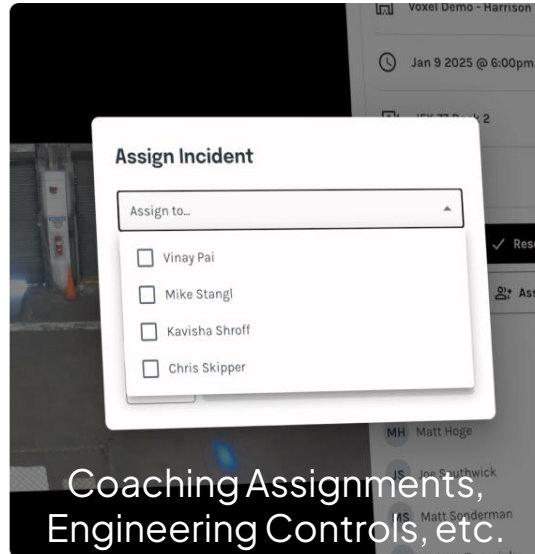 Voxel Demo - Harrison
Jan 9 2025 @ 6:00pm
2
Assign Incident
Assign to...
Vinay Pai
Mike Stangl
Kavisha Shroff
Chris Skipper
MH Matt Hoge
JS Joe Southwick
MS Matt Sonderman
Coaching Assignments,
Engineering Controls, etc.